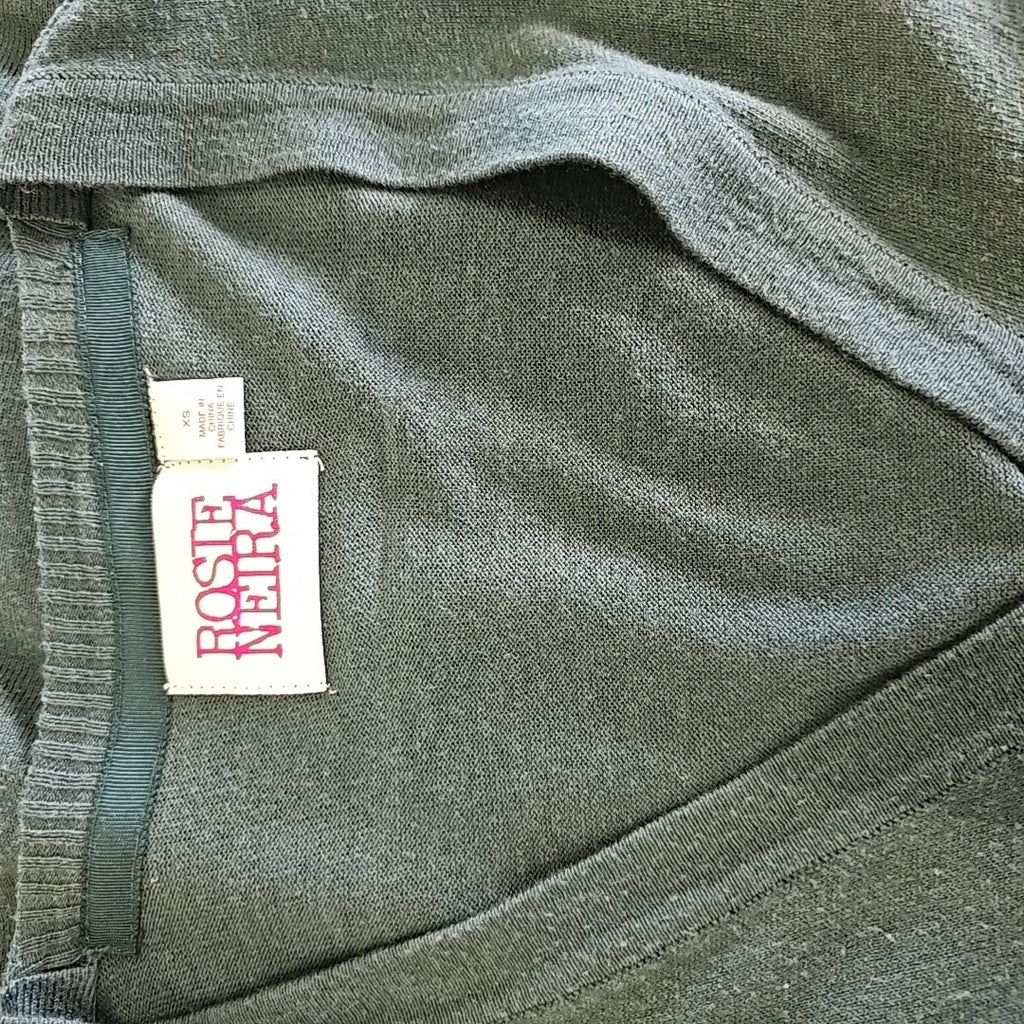 XS
MADE IN
CHINA
FABRIQUE EN
CHINE
ROSIE
NEIRA